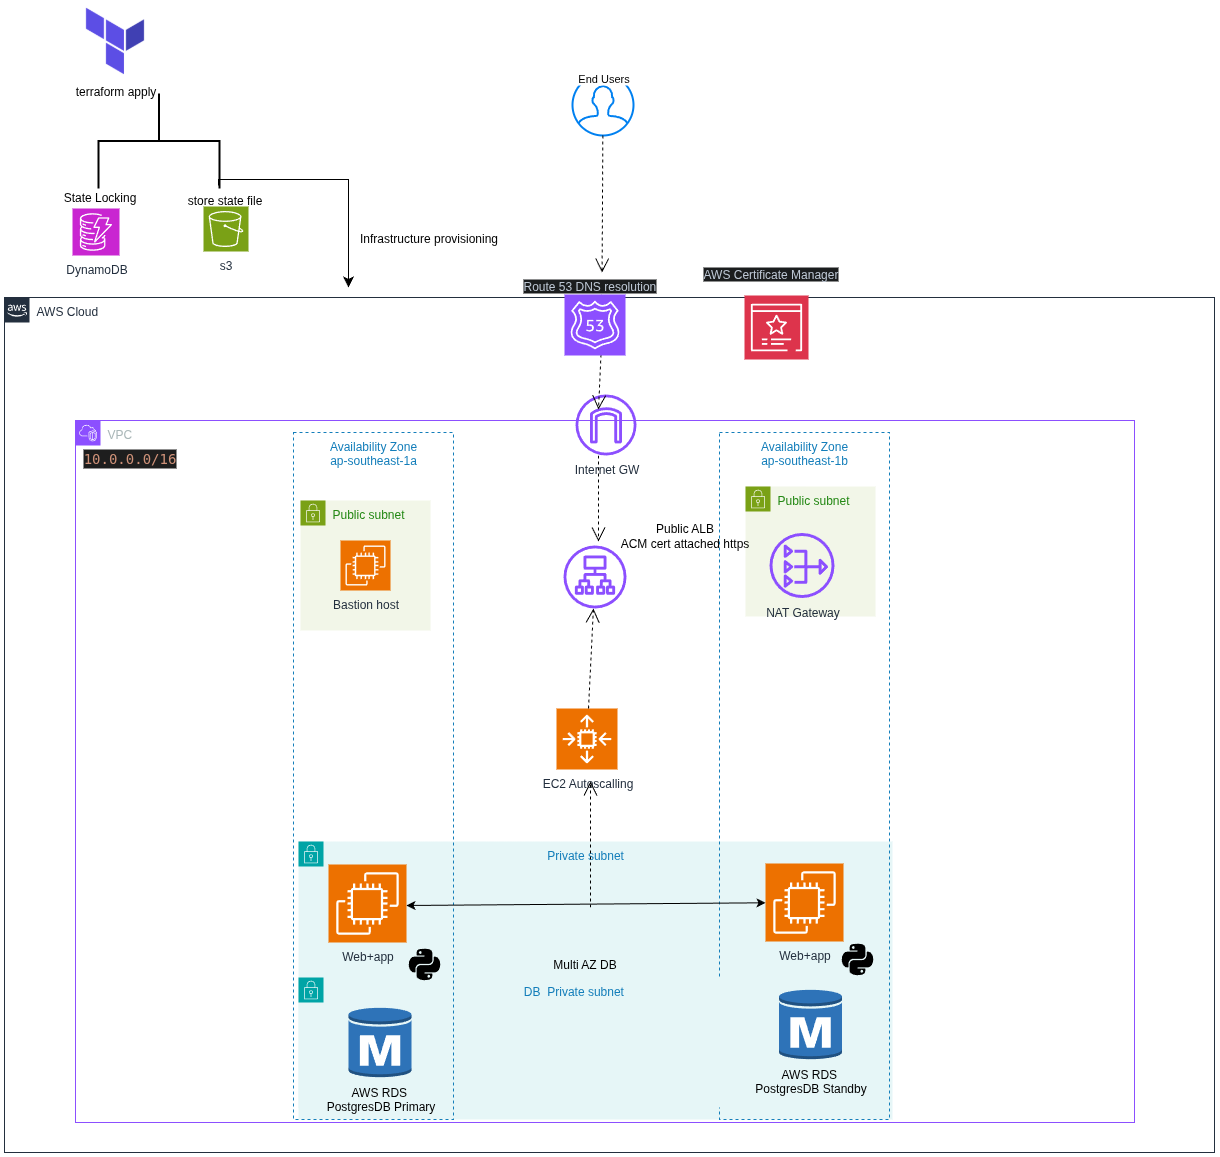 terraform apply
End Users
State Locking
store state file
DynamoDB
s3
Infrastructure provisioning
Route 53 DNS resolution
AWS Certificate Manager
aws
AWS Cloud
53
VPC
10.0.0.0/16
Availability Zone
ap-southeast-1a
Availability Zone
ap-southeast-1b
Internet GW
Public subnet
Public subnet
Public ALB
ACM cert attached https
Bastion host
NAT Gateway
EC2 Autoscalling
Private subnet
Web+app
Web+app
Multi AZ DB
DB Private subnet
M
M
AWS RDS
PostgresDB Primary
AWS RDS
PostgresDB Standby